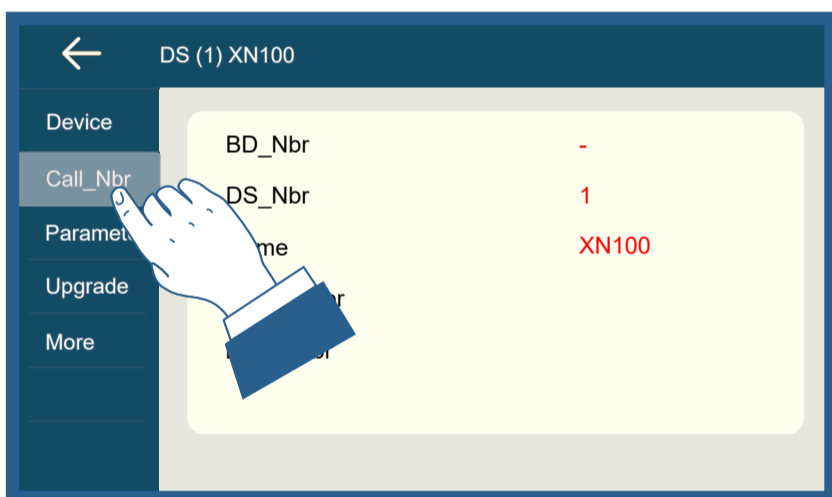 DS (1) XN100
Device
Call_Nbr
Upgrade
More
BD_Nbr -
DS_Nbr 1
XN100